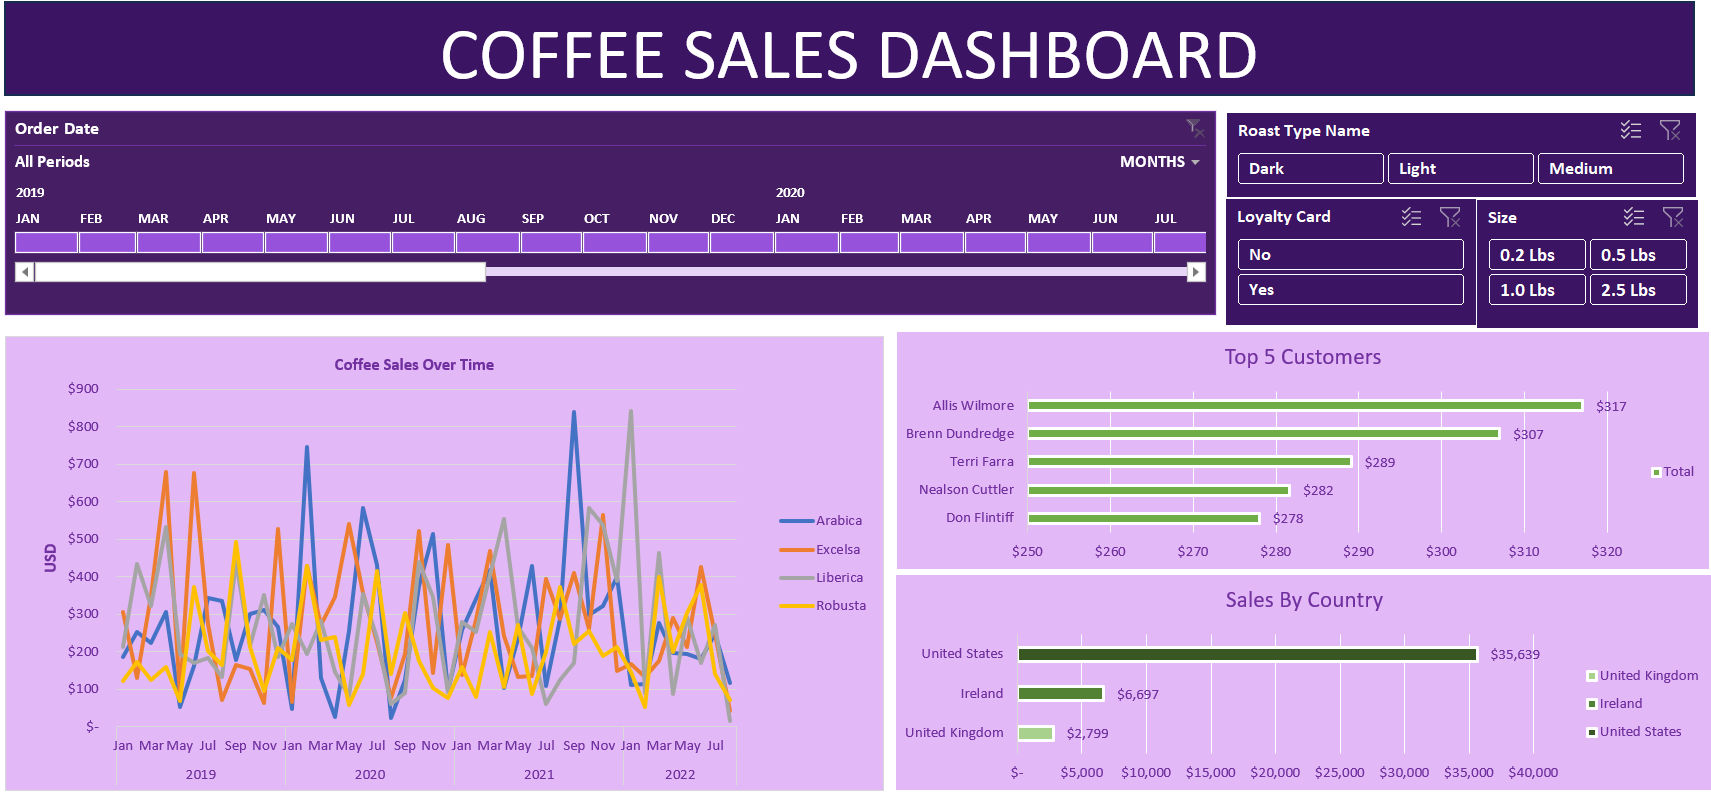 COFFEE SALES DASHBOARD
Order Date
All Periods
MONTHS
2019 2020
JAN FEB MAR APR MAY JUN JUL AUG SEP OCT NOV DEC JAN FEB MAR APR MAY JUN JUL
Roast Type Name
Dark Light Medium
Loyalty Card
No
Yes
Size
0.2 Lbs 0.5 Lbs
1.0 Lbs 2.5 Lbs
Coffee Sales Over Time
$900
$800
$700
$600
$500
$400
$300
$200
$100
$-
USD
Jan Mar May Jul Sep Nov Jan Mar May Jul Sep Nov Jan Mar May Jul Sep Nov Jan Mar May Jul
2019 2020 2021 2022
Arabica
Excelsa
Liberica
Robusta
Top 5 Customers
Allis Wilmore $317
Brenn Dundredge $307
Terri Farra $289
Nealson Cuttler $282
Don Flintiff $278
$250 $260 $270 $280 $290 $300 $310 $320
Total
Sales By Country
United States $35,639
Ireland $6,697
United Kingdom $2,799
$- $5,000 $10,000 $15,000 $20,000 $25,000 $30,000 $35,000 $40,000
United Kingdom
Ireland
United States